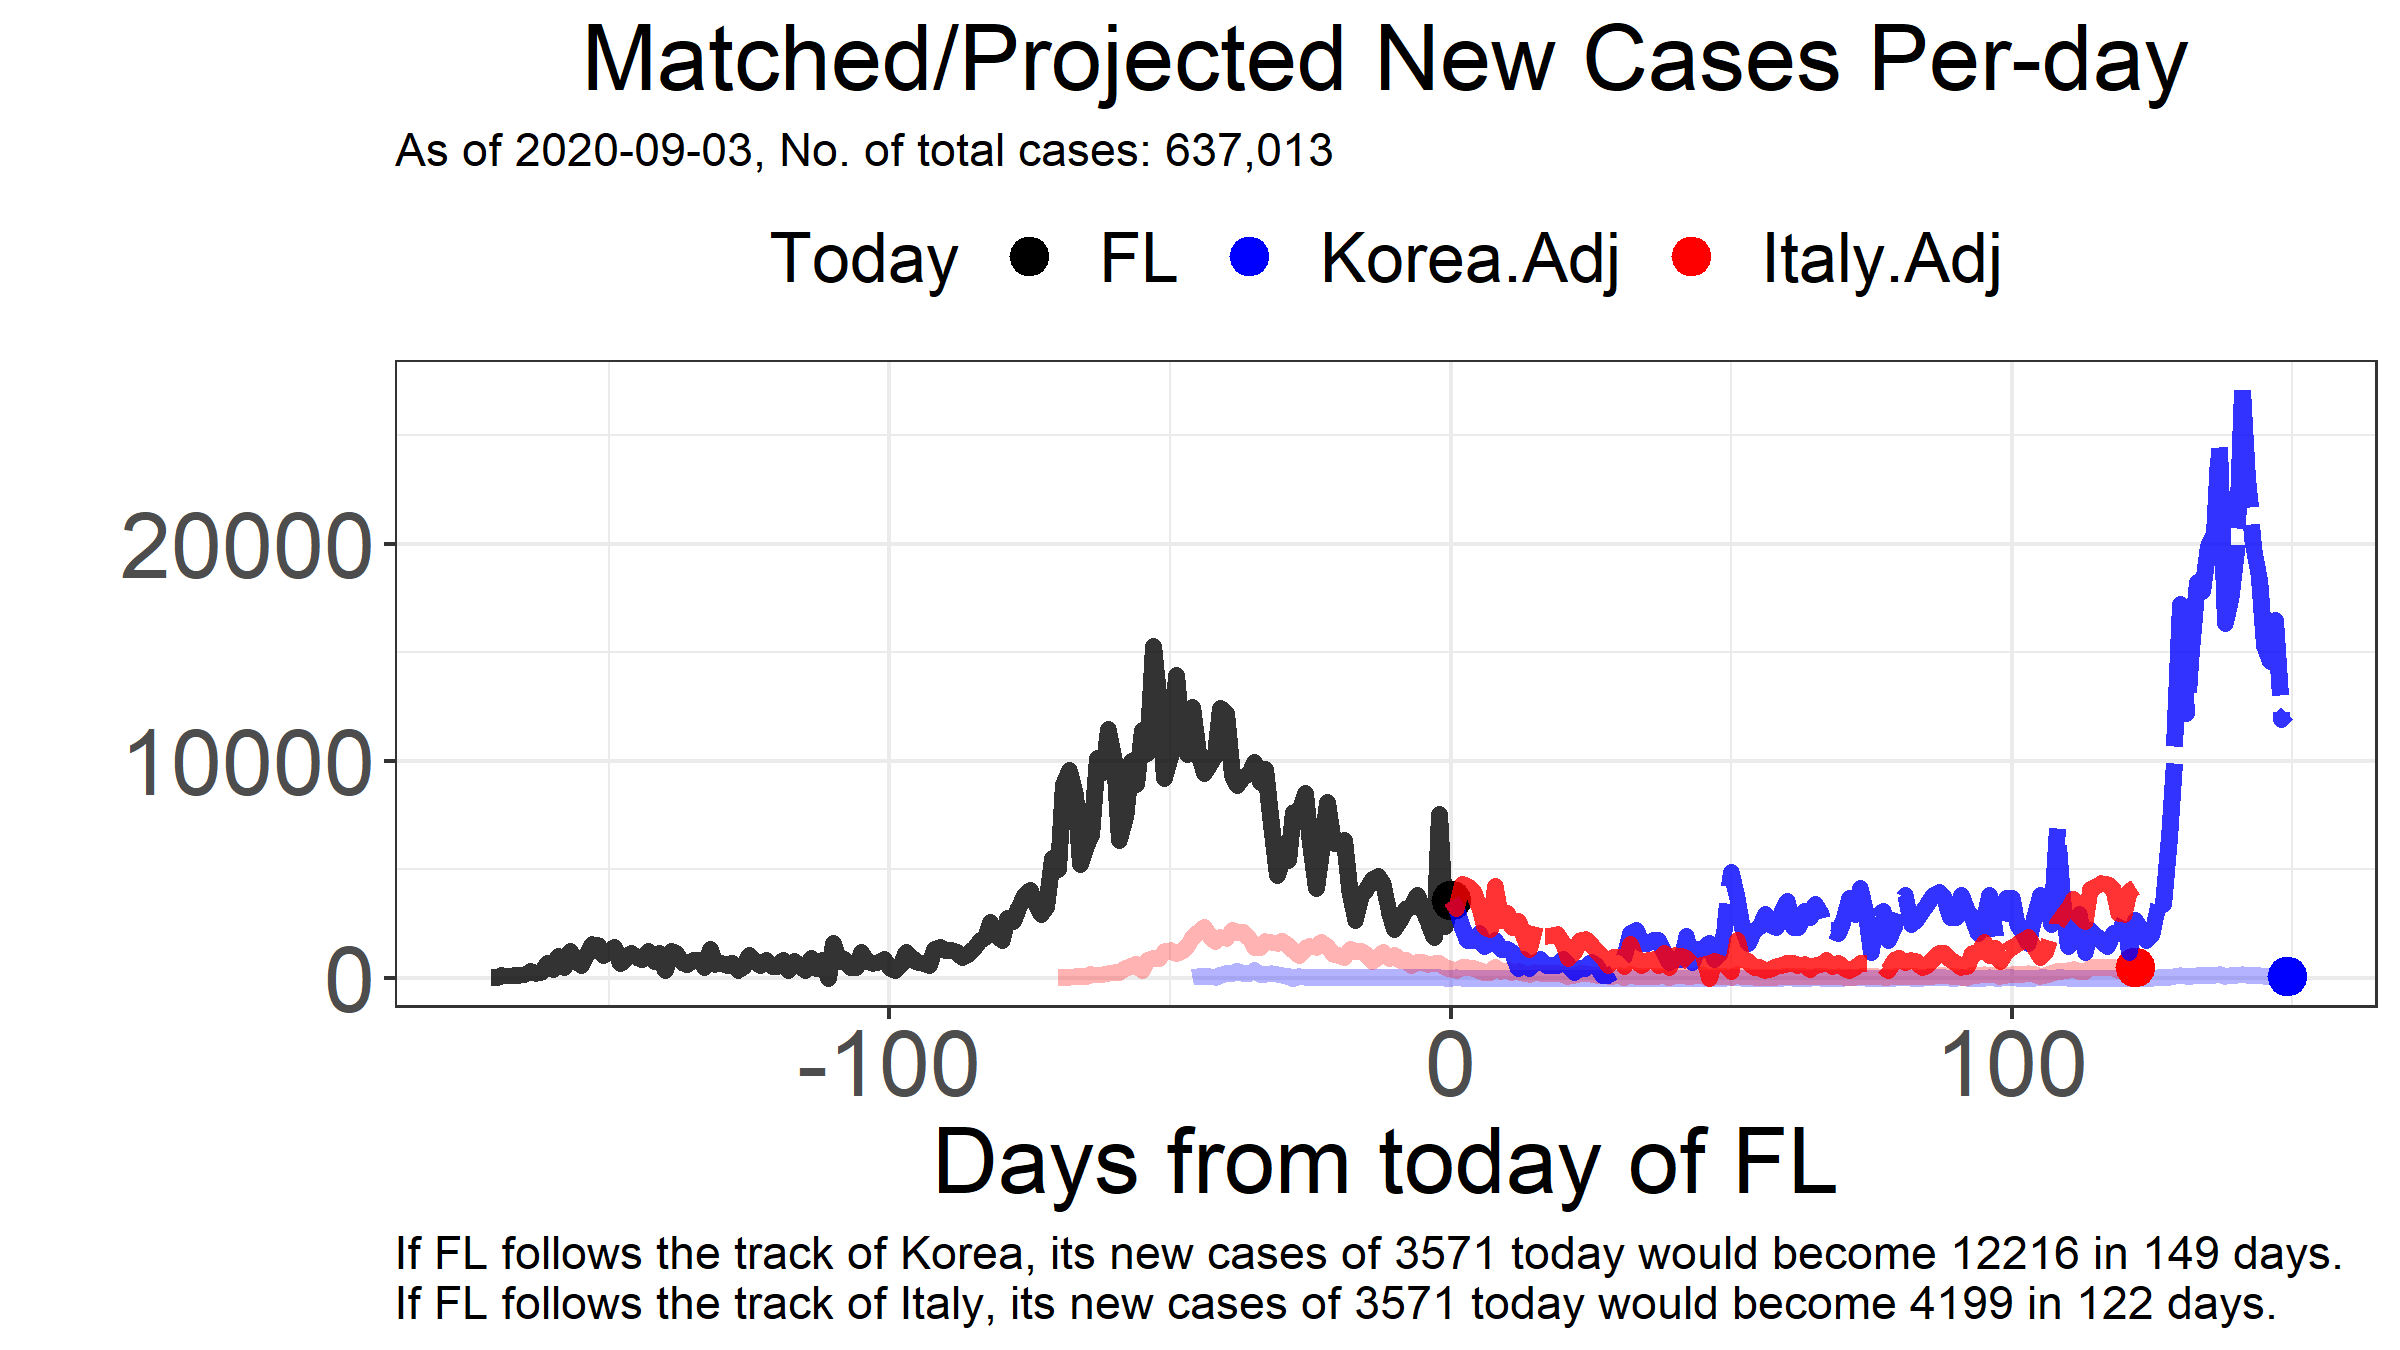 Matched/Projected New Cases Per-day
As of 2020-09-03, No. of total cases: 637,013
Today FL Korea.Adj Italy.Adj
20000
10000
0
-100 0 100
Days from today of FL
If FL follows the track of Korea, its new cases of 3571 today would become 12216 in 149 days.
If FL follows the track of Italy, its new cases of 3571 today would become 4199 in 122 days.